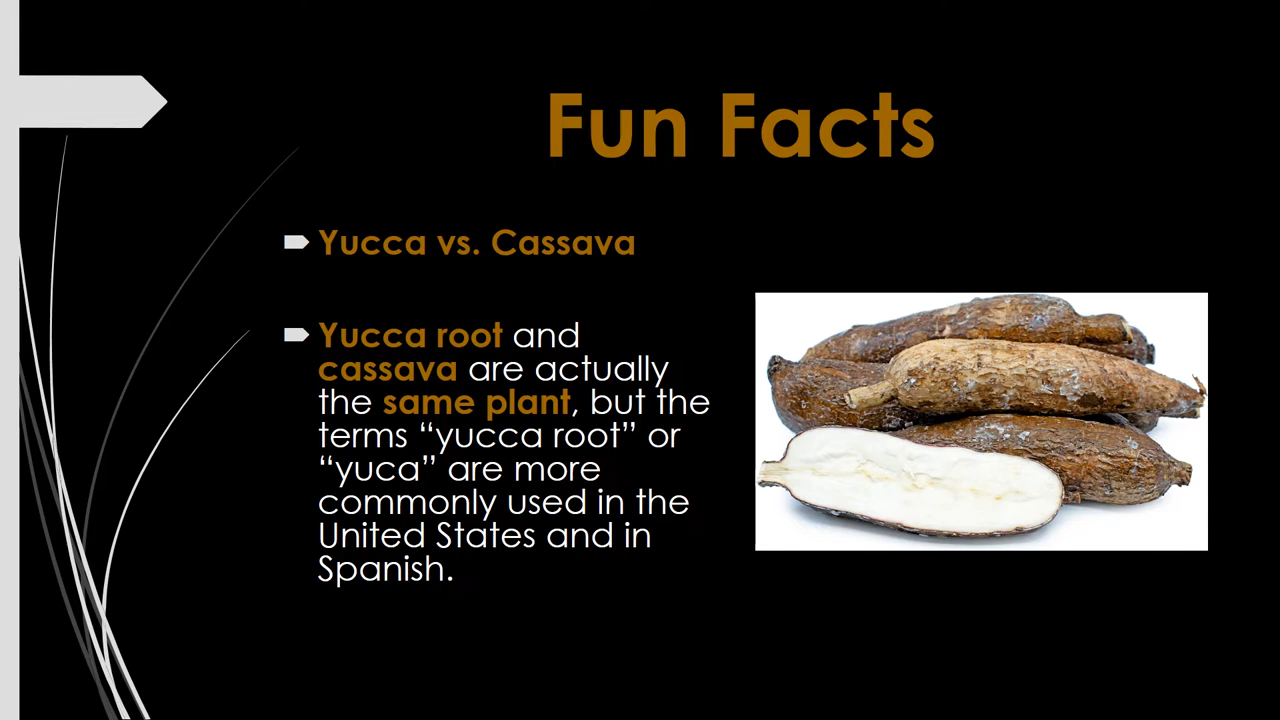 Fun Facts
Yucca vs. Cassava
Yucca root and
cassava are actually
the same plant, but the
terms “yucca root” or
“yuca” are more
commonly used in the
United States and in
Spanish.